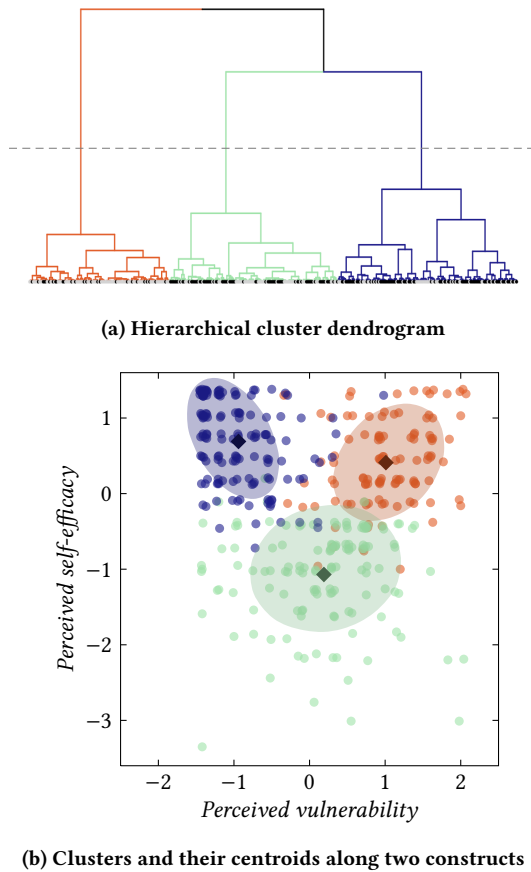 (a) Hierarchical cluster dendrogram
1
0
−1
−2
−3
Perceived self-efficacy
−2 −1 0 1 2
Perceived vulnerability
(b) Clusters and their centroids along two constructs